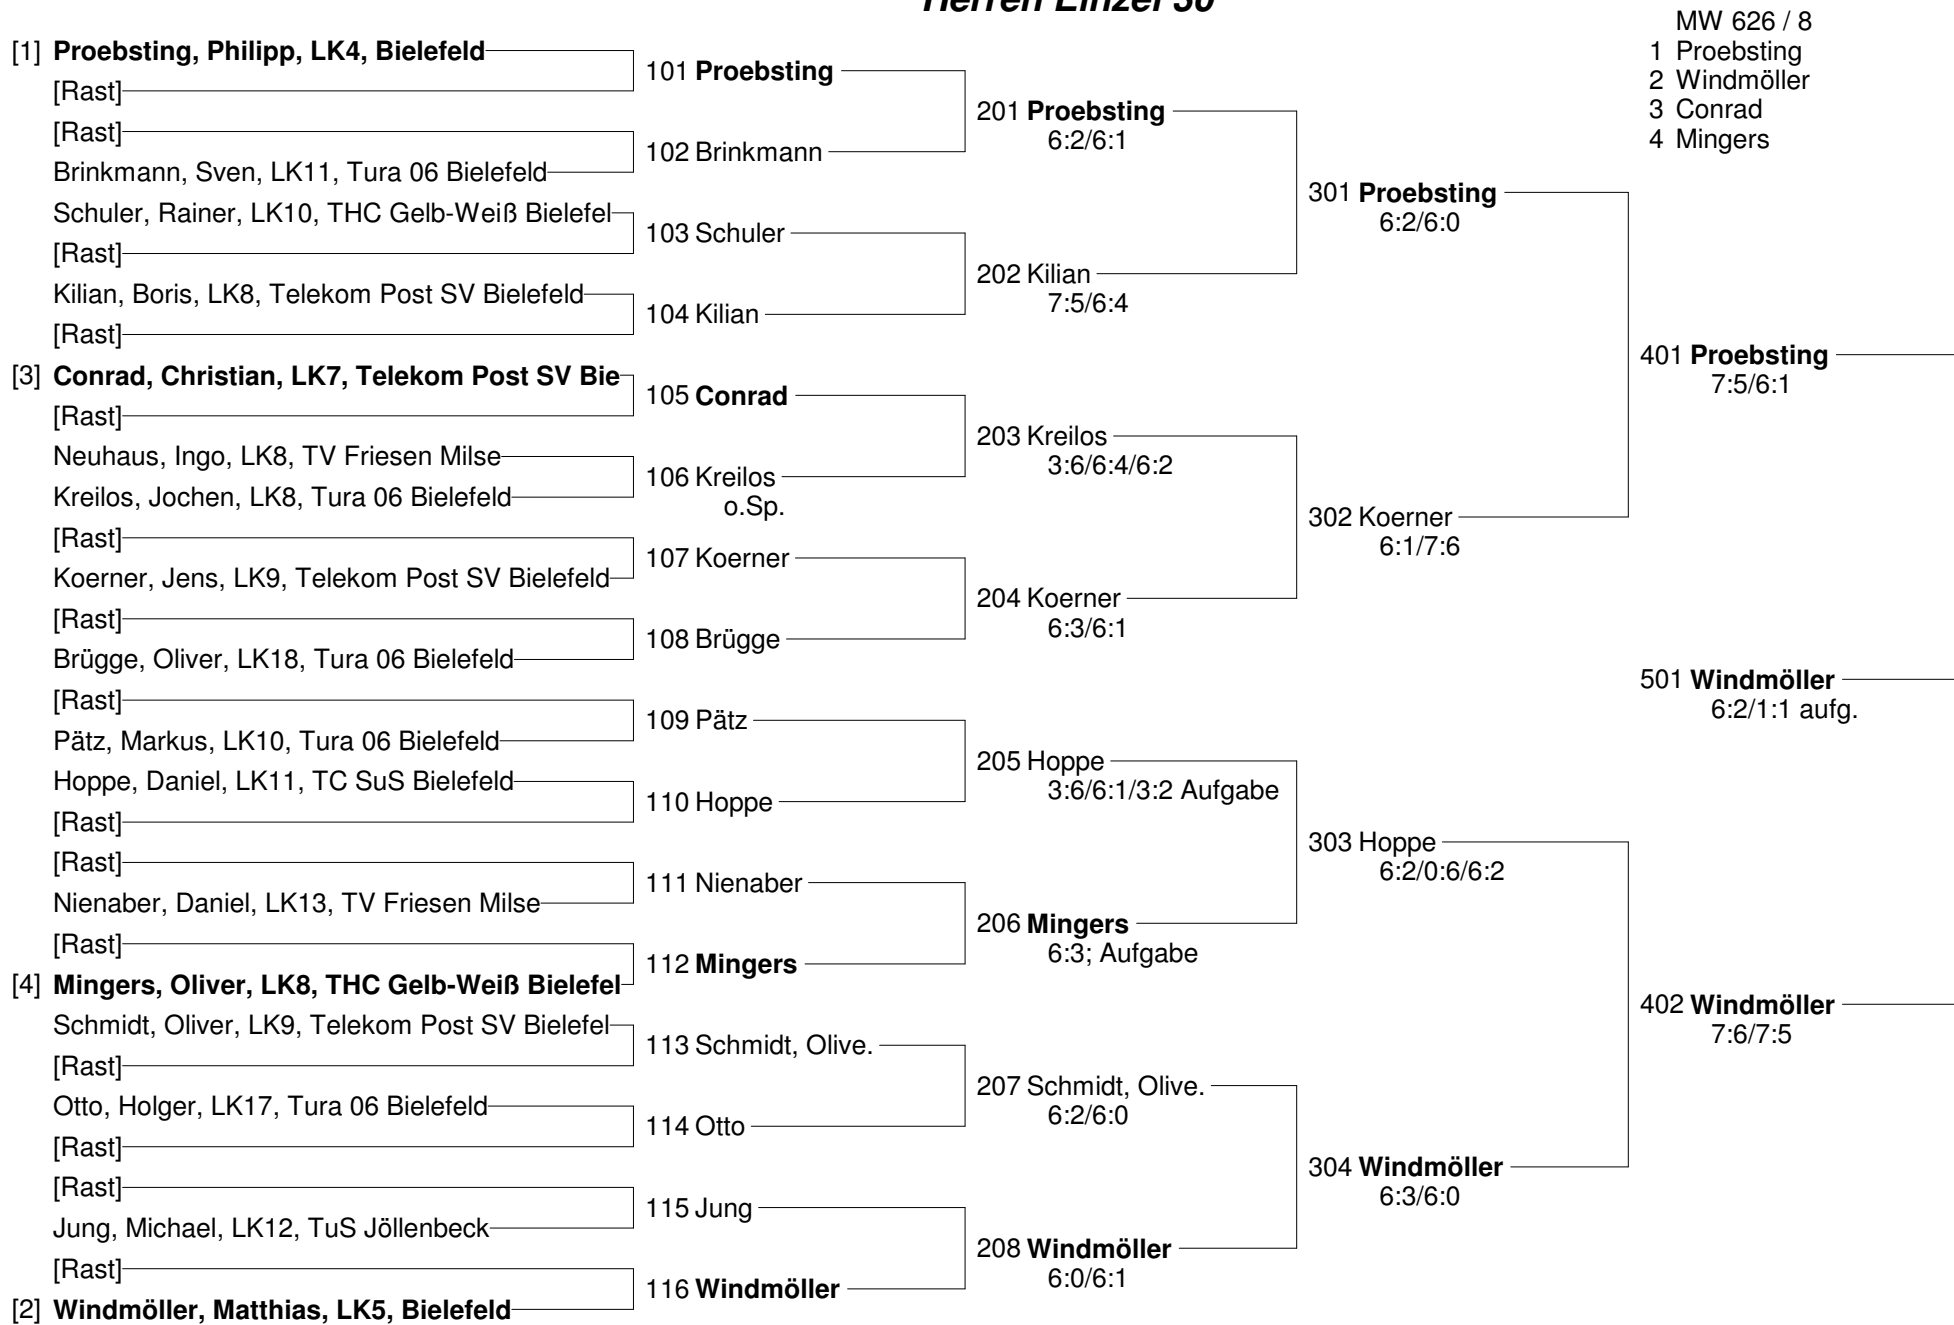 Herren Einzel 30
MW 626 / 8
1 Proebsting
2 Windmöller
3 Conrad
4 Mingers
[1] Proebsting, Philipp, LK4, Bielefeld
[Rast]
[Rast]
Brinkmann, Sven, LK11, Tura 06 Bielefeld
Schuler, Rainer, LK10, THC Gelb-Weiß Bielefel
[Rast]
Kilian, Boris, LK8, Telekom Post SV Bielefeld
[Rast]
[3] Conrad, Christian, LK7, Telekom Post SV Bie
[Rast]
Neuhaus, Ingo, LK8, TV Friesen Milse
Kreilos, Jochen, LK8, Tura 06 Bielefeld
[Rast]
Koerner, Jens, LK9, Telekom Post SV Bielefeld
[Rast]
Brügge, Oliver, LK18, Tura 06 Bielefeld
[Rast]
Pätz, Markus, LK10, Tura 06 Bielefeld
Hoppe, Daniel, LK11, TC SuS Bielefeld
[Rast]
[Rast]
Nienaber, Daniel, LK13, TV Friesen Milse
[Rast]
[4] Mingers, Oliver, LK8, THC Gelb-Weiß Bielefel
Schmidt, Oliver, LK9, Telekom Post SV Bielefel
[Rast]
Otto, Holger, LK17, Tura 06 Bielefeld
[Rast]
[Rast]
Jung, Michael, LK12, TuS Jöllenbeck
[Rast]
[2] Windmöller, Matthias, LK5, Bielefeld
101 Proebsting
102 Brinkmann
103 Schuler
104 Kilian
105 Conrad
106 Kreilos
o.Sp.
107 Koerner
108 Brügge
109 Pätz
110 Hoppe
111 Nienaber
112 Mingers
113 Schmidt, Olive.
114 Otto
115 Jung
116 Windmöller
201 Proebsting
6:2/6:1
202 Kilian
7:5/6:4
203 Kreilos
3:6/6:4/6:2
204 Koerner
6:3/6:1
205 Hoppe
3:6/6:1/3:2 Aufgabe
206 Mingers
6:3; Aufgabe
207 Schmidt, Olive.
6:2/6:0
208 Windmöller
6:0/6:1
301 Proebsting
6:2/6:0
302 Koerner
6:1/7:6
303 Hoppe
6:2/0:6/6:2
304 Windmöller
6:3/6:0
401 Proebsting
7:5/6:1
501 Windmöller
6:2/1:1 aufg.
402 Windmöller
7:6/7:5